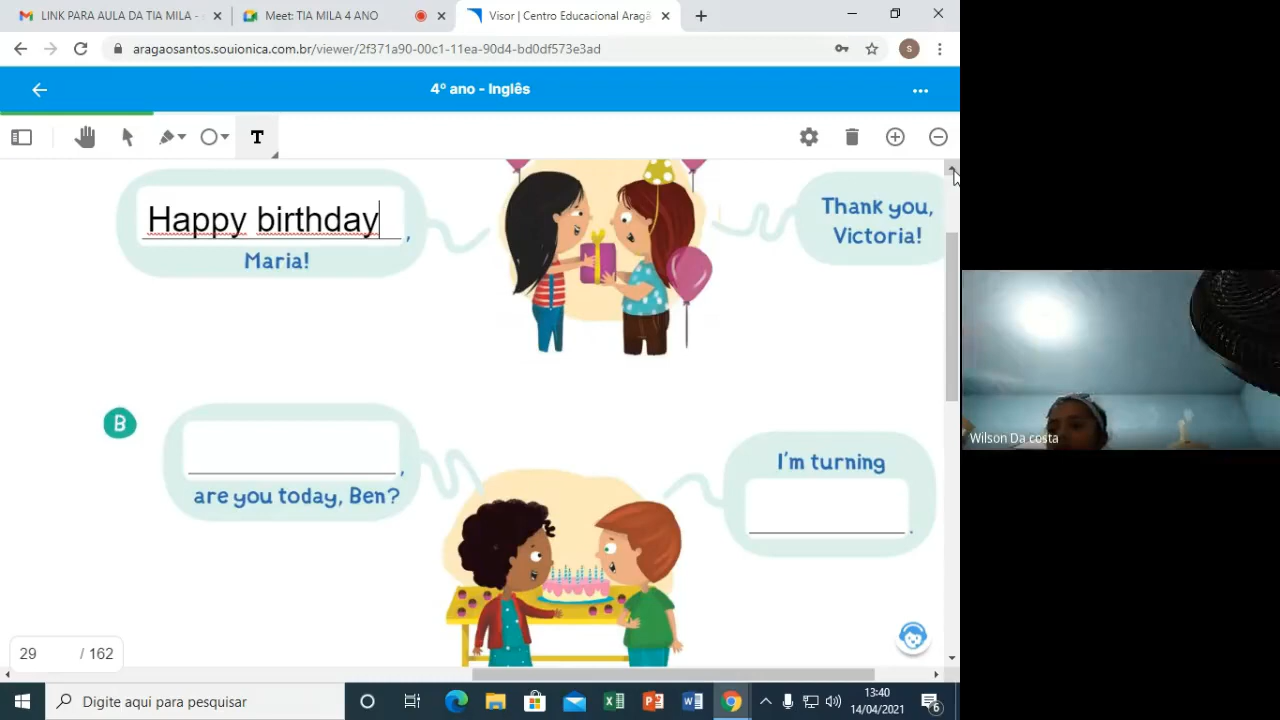 LINK PARA AULA DA TIA MILA -
Meet: TIA MILA 4 ANO
Visor | Centro Educacional Aragã
aragaosantos.souionica.com.br/viewer/2f371a90-00c1-11ea-90d4-bd0df573e3ad
S
4º ano - Inglês
T
Happy birthday,
Maria!
Thank you,
Victoria!
B
,
are you today, Ben?
I'm turning
.
Wilson Da costa
29 / 162
Digite aqui para pesquisar
13:40
14/04/2021
6